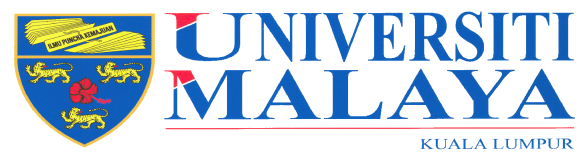 ILMU PUNCHA KEMAJUAN
UNIVERSITI
MALAYA
KUALA LUMPUR